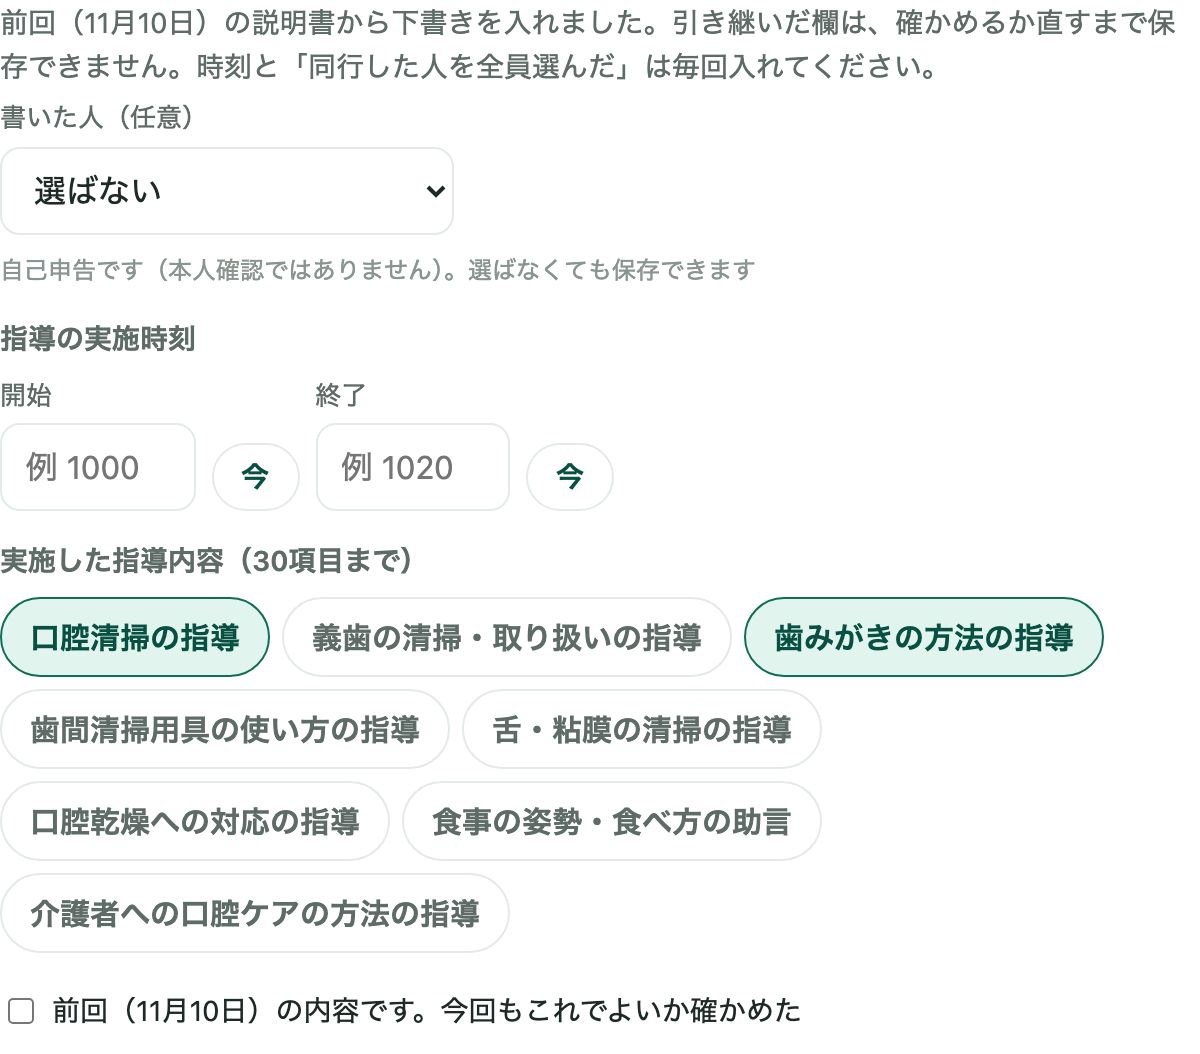 前回（11月10日）の説明書から下書きを入れました。引き継いだ欄は、確かめるか直すまで保
存できません。時刻と「同行した人を全員選んだ」は毎回入れてください。
書いた人（任意）
選ばない
自己申告です（本人確認ではありません）。選ばなくても保存できます
指導の実施時刻
開始 終了
例 1000 今 例 1020 今
実施した指導内容（30項目まで）
口腔清掃の指導 義歯の清掃・取り扱いの指導 歯みがきの方法の指導
歯間清掃用具の使い方の指導 舌・粘膜の清掃の指導
口腔乾燥への対応の指導 食事の姿勢・食べ方の助言
介護者への口腔ケアの方法の指導
前回（11月10日）の内容です。今回もこれでよいか確かめた